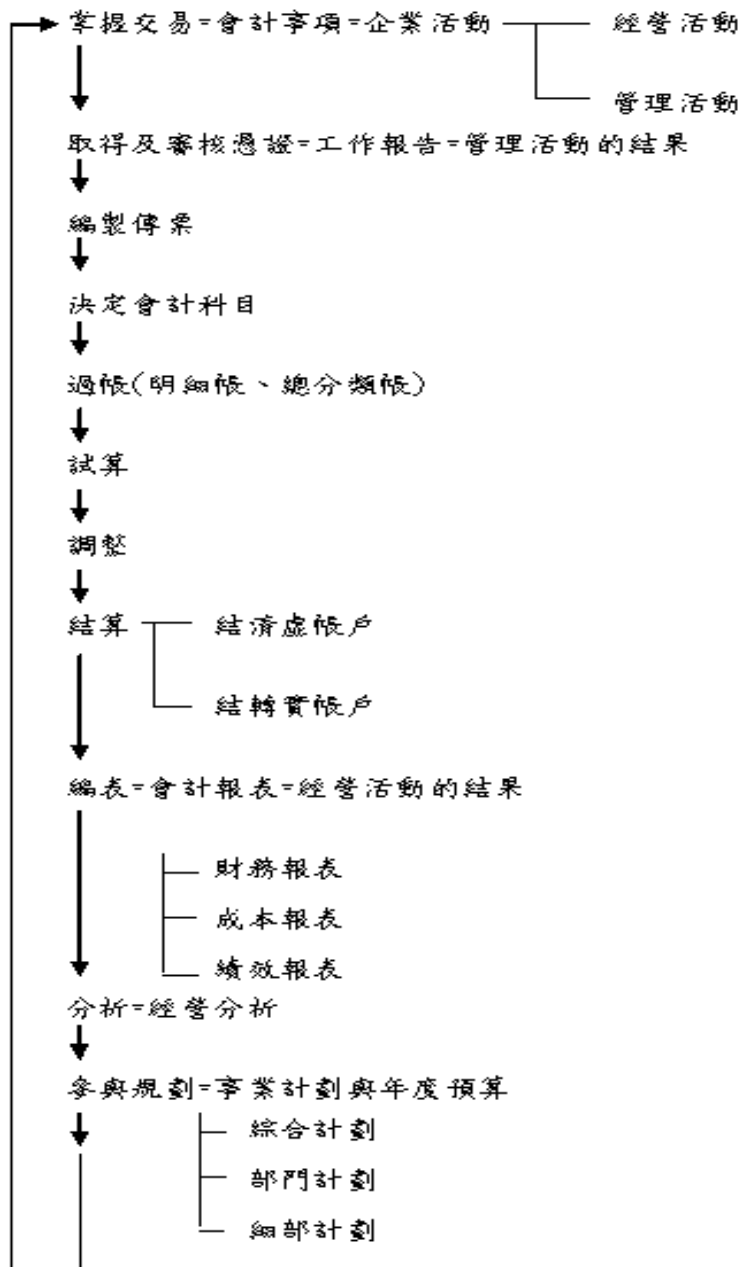 掌握交易=會計事項=企業活動 經營活動
管理活動
取得及審核憑證=工作報告=管理活動的結果
編製傳票
決定會計科目
過帳(明細帳、總分類帳)
試算
調整
結算 結清虛帳戶
結轉實帳戶
編表=會計報表=經營活動的結果
財務報表
成本報表
績效報表
分析=經營分析
參與規劃=事業計劃與年度預算
綜合計劃
部門計劃
細部計劃